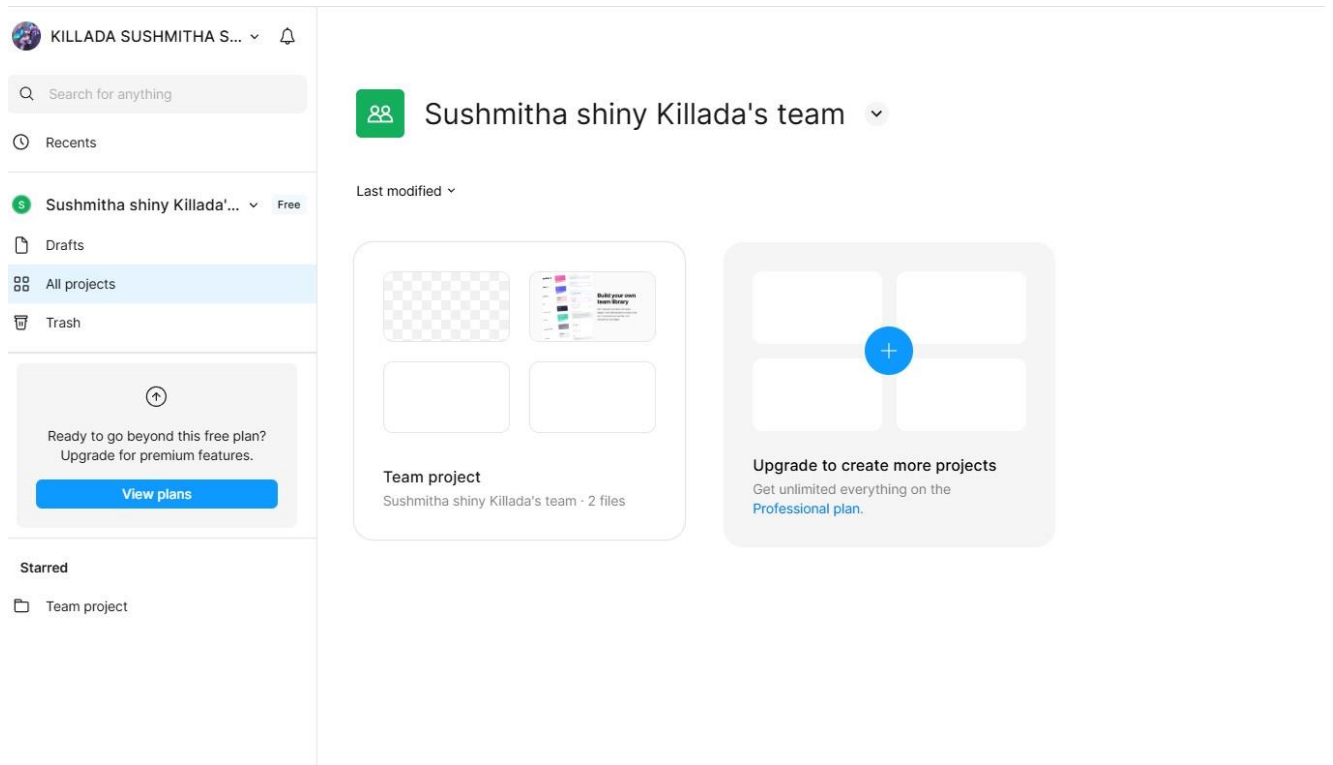 KILLADA SUSHMITHA S...
Search for anything
Recents
S
Sushmitha shiny Killada'... Free
Drafts
All projects
Trash
Ready to go beyond this free plan?
Upgrade for premium features.
View plans
Starred
Team project
Sushmitha shiny Killada's team
Last modified
Build your own
team library
Team project
Sushmitha shiny Killada's team · 2 files
Upgrade to create more projects
Get unlimited everything on the
Professional plan.